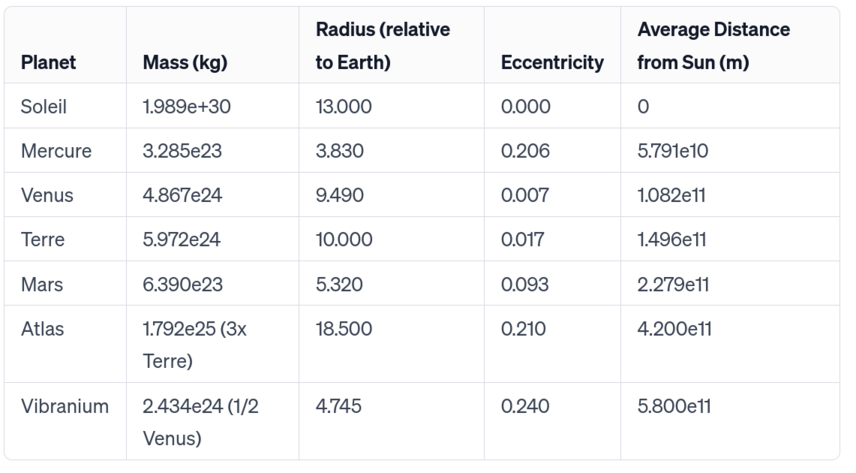 Planet Mass (kg) Radius (relative to Earth) Eccentricity Average Distance from Sun (m)
Soleil 1.989e+30 13.000 0.000 0
Mercure 3.285e23 3.830 0.206 5.791e10
Venus 4.867e24 9.490 0.007 1.082e11
Terre 5.972e24 10.000 0.017 1.496e11
Mars 6.390e23 5.320 0.093 2.279e11
Atlas 1.792e25 (3x Terre) 18.500 0.210 4.200e11
Vibranium 2.434e24 (1/2 Venus) 4.745 0.240 5.800e11